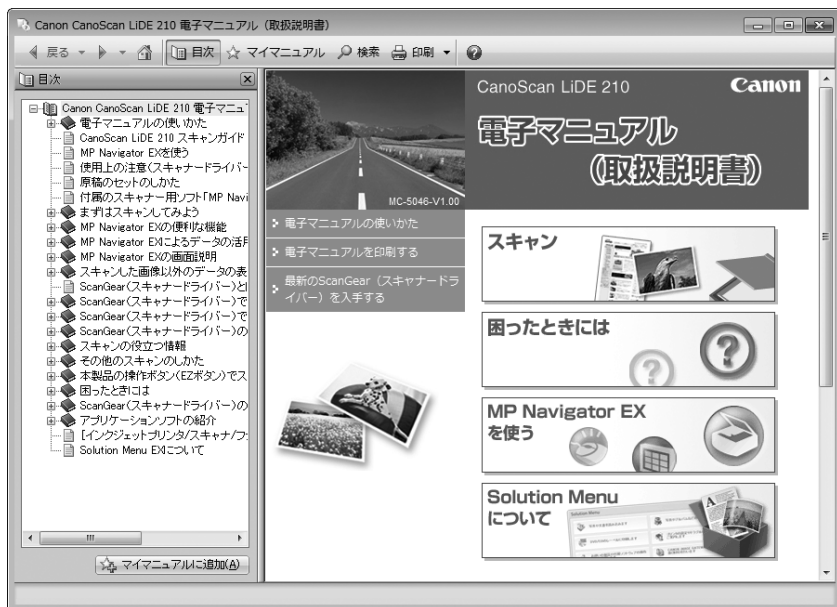 Canon CanoScan LiDE 210 電子マニュアル（取扱説明書）
戻る
目次
マイマニュアル
検索
印刷
目次
Canon CanoScan LiDE 210 電子マニュア
電子マニュアルの使いかた
CanoScan LiDE 210 スキャンガイド
MP Navigator EXを使う
使用上の注意(スキャナードライバー
原稿のセットのしかた
付属のスキャナー用ソフト「MP Navi
まずはスキャンしてみよう
MP Navigator EXの便利な機能
MP Navigator EXによるデータの活用
MP Navigator EXの画面説明
スキャンした画像以外のデータの表
ScanGear(スキャナードライバー)と
ScanGear(スキャナードライバー)で
ScanGear(スキャナードライバー)で
ScanGear(スキャナードライバー)の
スキャンの役立つ情報
その他のスキャンのしかた
本製品の操作ボタン(EZボタン)でス
困ったときには
ScanGear(スキャナードライバー)の
アプリケーションソフトの紹介
[インクジェットプリンタ/スキャナ/フ
Solution Menu EXについて
マイマニュアルに追加(A)
MC-5046-V1.00
電子マニュアルの使いかた
電子マニュアルを印刷する
最新のScanGear（スキャナードラ
イバー）を入手する
CanoScan LiDE 210
Canon
電子マニュアル
（取扱説明書）
スキャン
困ったときには
MP Navigator EX
を使う
Solution Menu
について